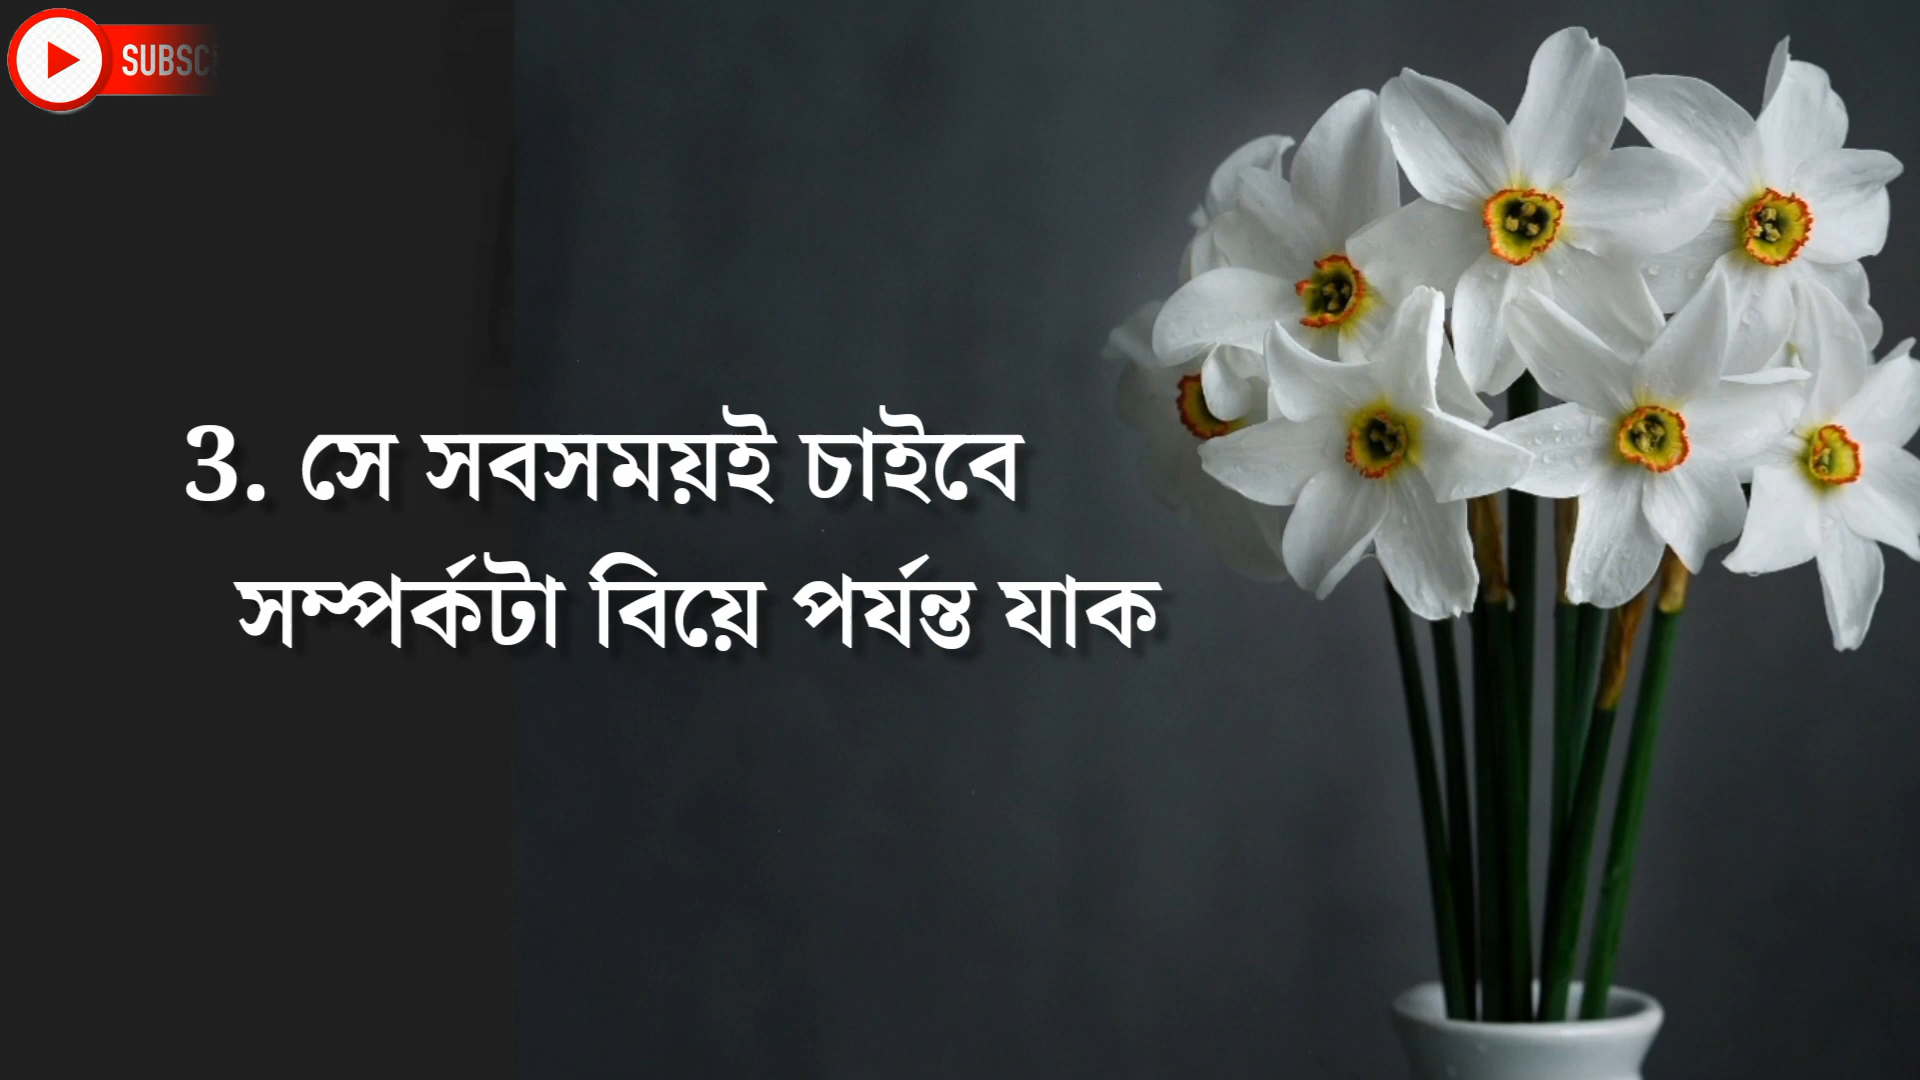 SUBSC
3. সে সবসময়ই চাইবে
সম্পর্কটা বিয়ে পর্যন্ত যাক